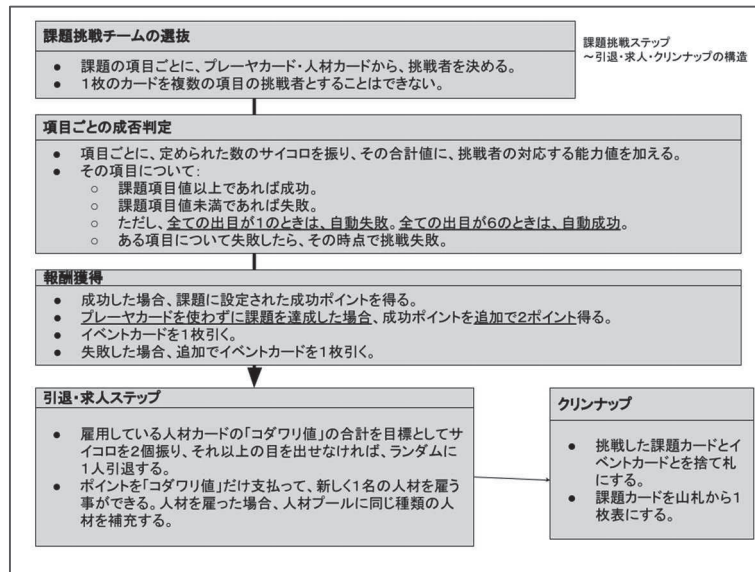 課題挑戦チームの選抜
● 課題の項目ごとに、プレーヤカード・人材カードから、挑戦者を決める。
● 1枚のカードを複数の項目の挑戦者とすることはできない。
課題挑戦ステップ
~引退・求人・クリンナップの構造
項目ごとの成否判定
● 項目ごとに、定められた数のサイコロを振り、その合計値に、挑戦者の対応する能力値を加える。
● その項目について:
○ 課題項目値以上であれば成功。
○ 課題項目値未満であれば失敗。
○ ただし、全ての出目が1のときは、自動失敗。全ての出目が6のときは、自動成功。
○ ある項目について失敗したら、その時点で挑戦失敗。
報酬獲得
● 成功した場合、課題に設定された成功ポイントを得る。
● プレーヤカードを使わずに課題を達成した場合、成功ポイントを追加で2ポイント得る。
● イベントカードを1枚引く。
● 失敗した場合、追加でイベントカードを1枚引く。
引退・求人ステップ
● 雇用している人材カードの「コダワリ値」の合計を目標としてサ
イコロを2個振り、それ以上の目を出せなければ、ランダムに
1人引退する。
● ポイントを「コダワリ値」だけ支払って、新しく1名の人材を雇う
事ができる。人材を雇った場合、人材プールに同じ種類の人
材を補充する。
クリンナップ
● 挑戦した課題カードとイ
ベントカードとを捨て札
にする。
● 課題カードを山札から1
枚表にする。